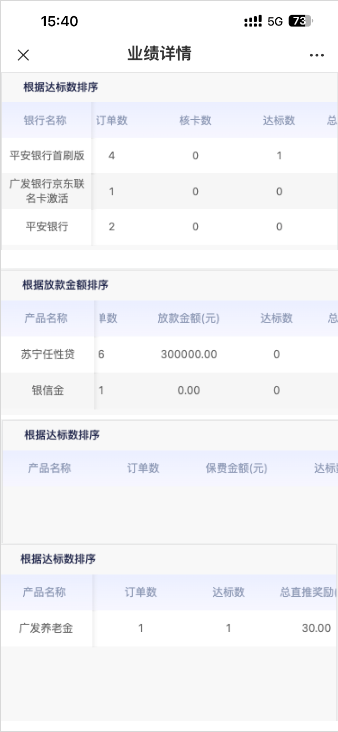 15:40 5G 73
业绩详情
根据达标数排序
银行名称 订单数 核卡数 达标数 总
平安银行首刷版 4 0 1
广发银行京东联
名卡激活 1 0 0
平安银行 2 0 0
根据放款金额排序
产品名称 单数 放款金额(元) 达标数 总
苏宁任性贷 6 300000.00 0
银信金 1 0.00 0
根据达标数排序
产品名称 订单数 保费金额(元) 达标
根据达标数排序
产品名称 订单数 达标数 总直推奖励(
广发养老金 1 1 30.00